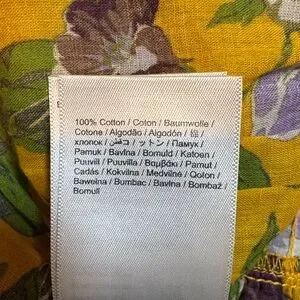 100% Cotton / Coton / Baumwolle /
Cotone / Algodão / Algodón / 棉 /
хлопок / قطن / コットン / Памук /
Pamuk / Bavlna / Bomuld / Katoen /
Puuvill / Puuvilla / Βαμβάκι / Pamut /
Cadás / Kokvilna / Medvilnė / Qoton /
Bawełna / Bumbac / Bavlna / Bombaž /
Bomull